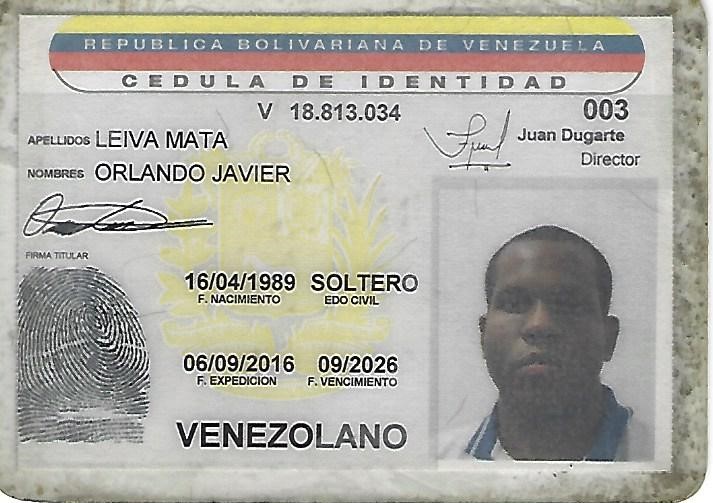 REPUBLICA BOLIVARIANA DE VENEZUELA
CEDULA DE IDENTIDAD
V 18.813.034 003
APELLIDOS LEIVA MATA
Juan Dugarte
Director
NOMBRES ORLANDO JAVIER
FIRMA TITULAR
16/04/1989 SOLTERO
F. NACIMIENTO EDO CIVIL
06/09/2016 09/2026
F. EXPEDICION F. VENCIMIENTO
VENEZOLANO